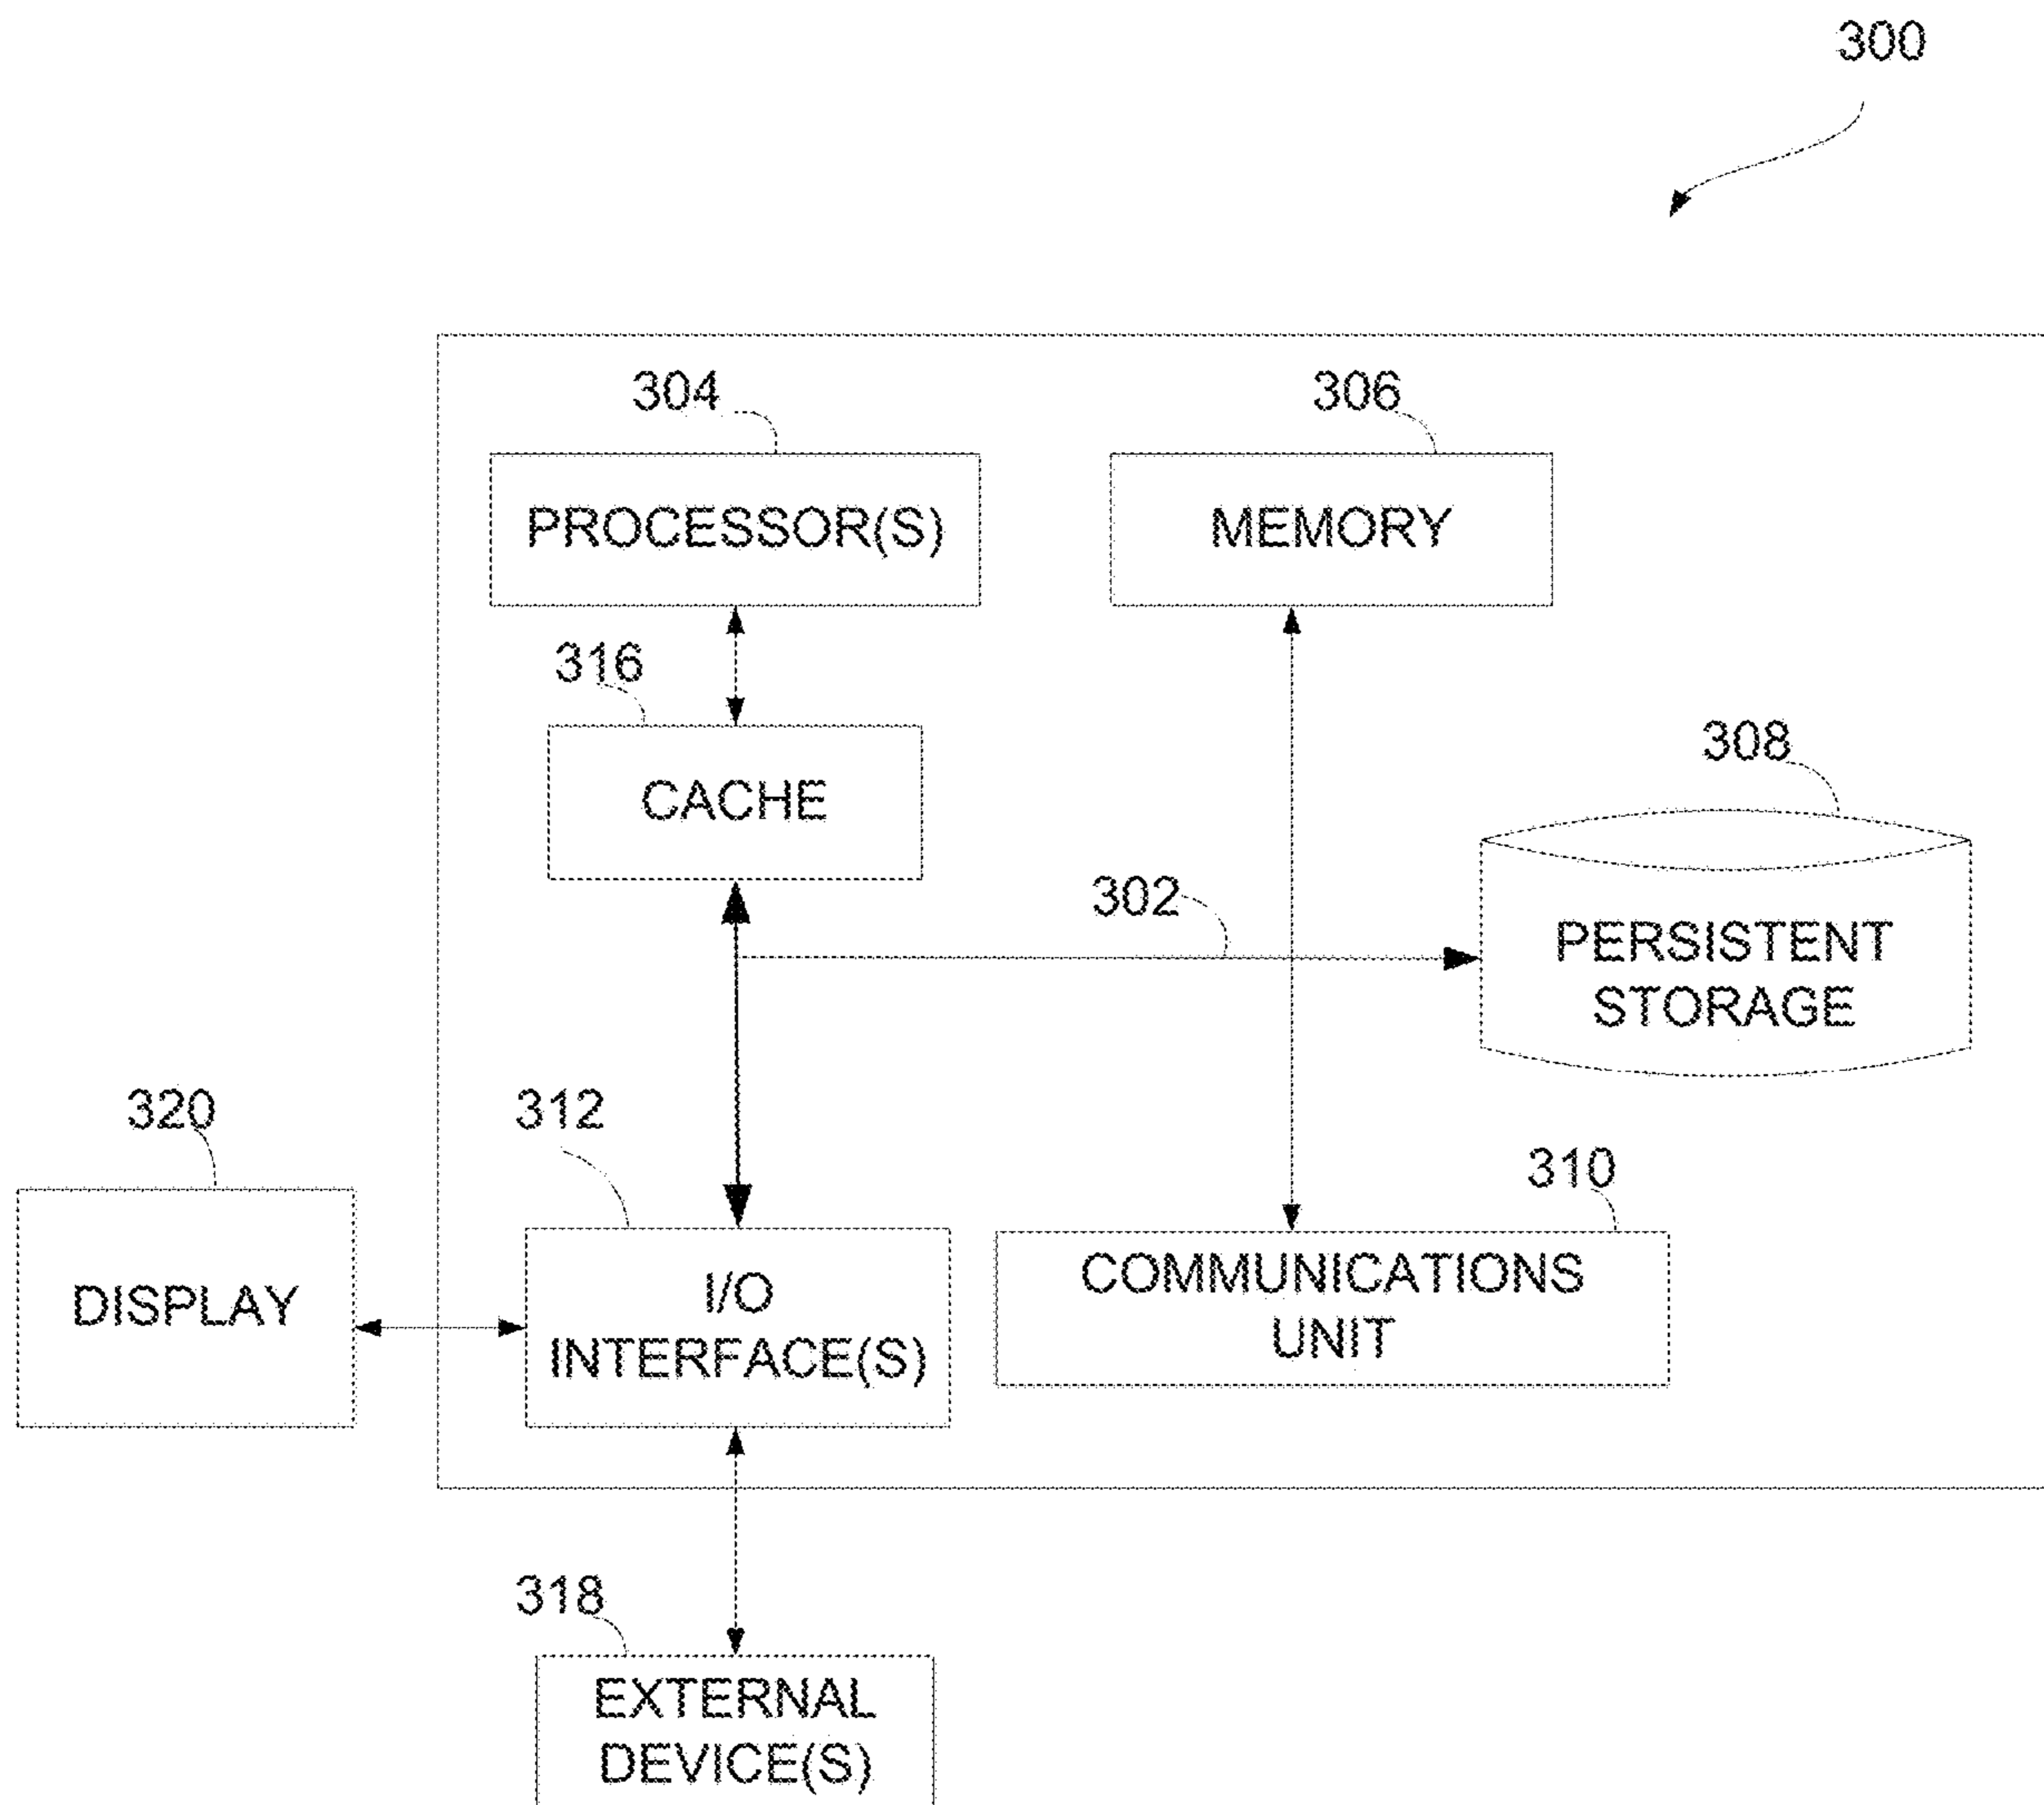 300
304
306
PROCESSOR(S)
MEMORY
316
CACHE
308
302
PERSISTENT
STORAGE
320
312
310
DISPLAY
I/O
INTERFACE(S)
COMMUNICATIONS
UNIT
318
EXTERNAL
DEVICE(S)